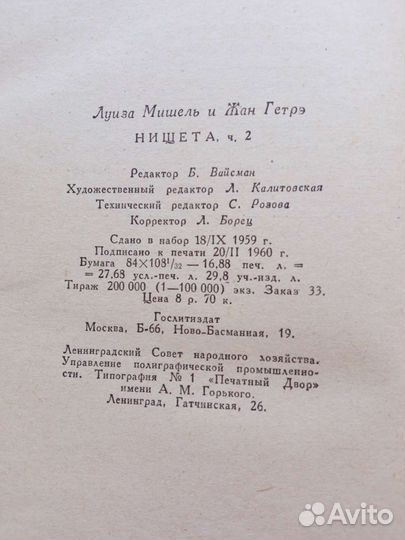 Луиза Мишель и Жан Гетрэ
НИЩЕТА, ч. 2
Редактор Б. Вайсман
Художественный редактор Л. Калитовская
Технический редактор С. Розова
Корректор Л. Борец
Сдано в набор 18/IX 1959 г.
Подписано к печати 20/II 1960 г.
Бумага 84×108¹/₃₂ — 16,88 печ. л. =
= 27,68 усл.-печ. л. 29,8 уч.-изд. л.
Тираж 200 000 (1—100 000) экз. Заказ 33.
Цена 8 р. 70 к.
Гослитиздат
Москва, Б-66, Ново-Басманная, 19.
Ленинградский Совет народного хозяйства.
Управление полиграфической промышленно-
сти. Типография № 1 «Печатный Двор»
имени А. М. Горького.
Ленинград, Гатчинская, 26.
Avito